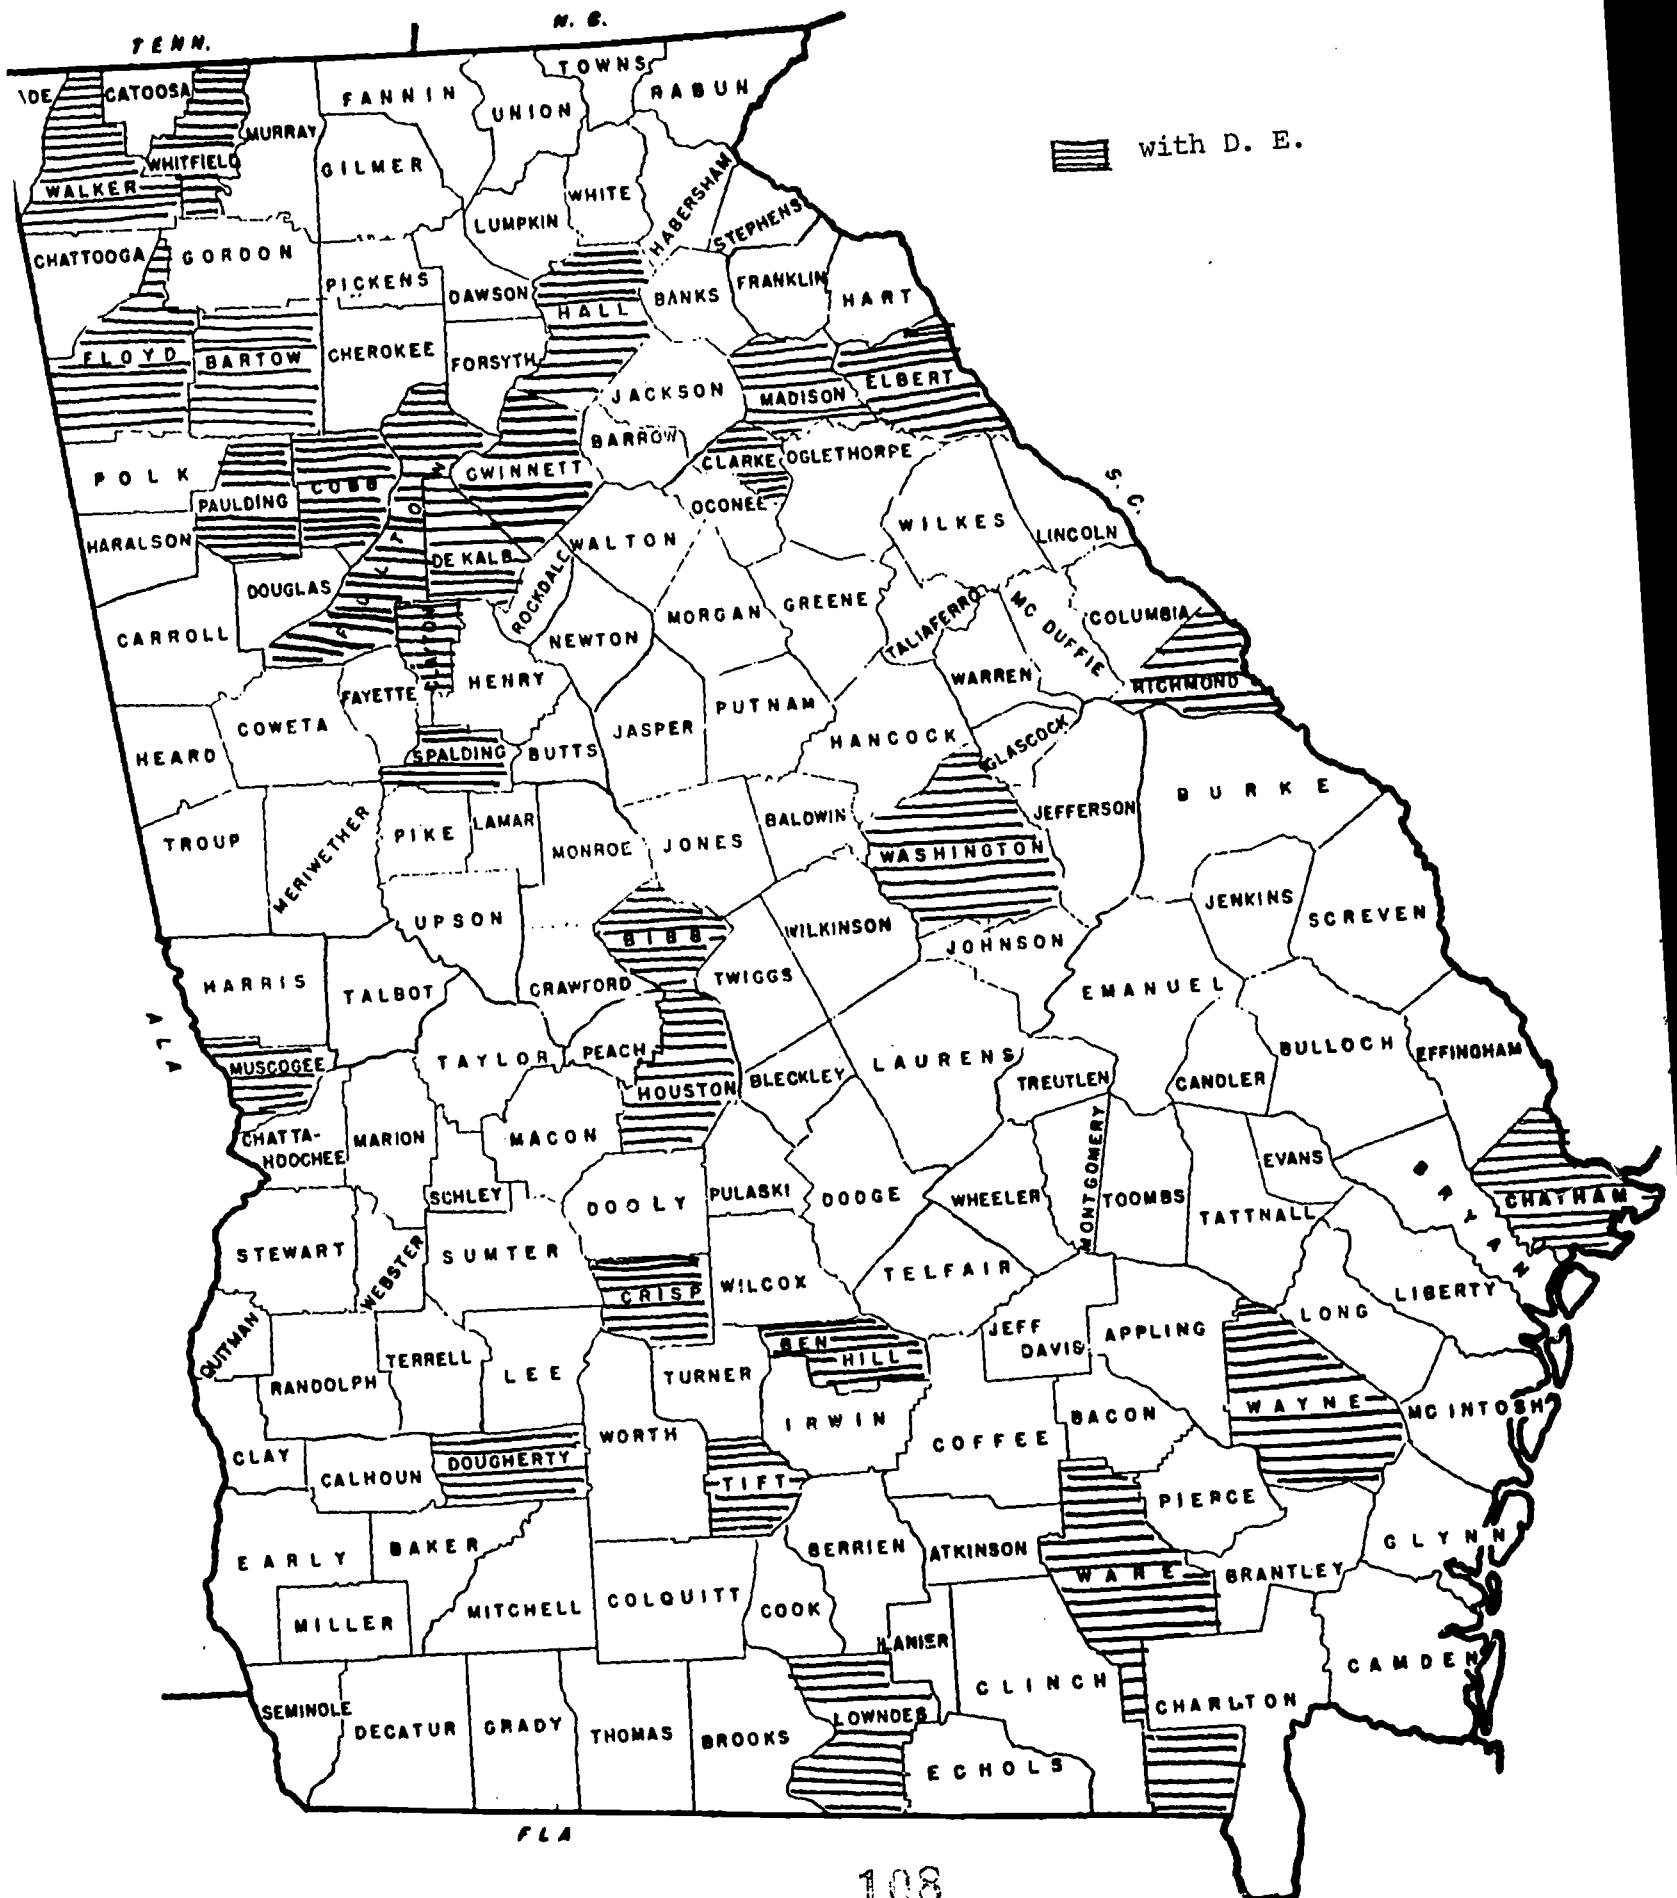 N. C.
TENN.
TOWNS
\DE
CATOOSA
FANNIN
UNION
RABUN
MURRAY
with D. E.
WHITFIELD
GILMER
WALKER
WHITE
LUMPKIN
HABERSHAM
STEPHENS
CHATTOOGA
GORDON
PICKENS
DAWSON
HALL
BANKS
FRANKLIN
HART
FLOYD
BARTOW
CHEROKEE
FORSYTH
JACKSON
MADISON
ELBERT
BARROW
POLK
PAULDING
COBB
FULTON
GWINNETT
CLARKE
OGLETHORPE
S. C.
OCONEE
WILKES
LINCOLN
HARALSON
DOUGLAS
DE KALB
ROCKDALE
WALTON
MORGAN
GREENE
TALIAFERRO
MC DUFFIE
COLUMBIA
CARROLL
CLAYTON
NEWTON
FAYETTE
HENRY
WARREN
RICHMOND
HEARD
COWETA
SPALDING
BUTTS
JASPER
PUTNAM
HANCOCK
GLASCOCK
BURKE
TROUP
MERIWETHER
PIKE
LAMAR
MONROE
JONES
BALDWIN
WASHINGTON
JEFFERSON
UPSON
BIBB
WILKINSON
JOHNSON
JENKINS
SCREVEN
HARRIS
TALBOT
CRAWFORD
TWIGGS
EMANUEL
ALA
MUSCOGEE
TAYLOR
PEACH
HOUSTON
BLECKLEY
LAURENS
TREUTLEN
CANDLER
BULLOCH
EFFINGHAM
CHATTA-
HOOCHEE
MARION
MACON
MONTGOMERY
EVANS
SCHLEY
DOOLY
PULASKI
DODGE
WHEELER
TOOMBS
TATTNALL
BRYAN
CHATHAM
STEWART
WEBSTER
SUMTER
CRISP
WILCOX
TELFAIR
LONG
LIBERTY
QUITMAN
RANDOLPH
TERRELL
LEE
TURNER
BEN
HILL
JEFF
DAVIS
APPLING
WAYNE
MC INTOSH
CLAY
CALHOUN
DOUGHERTY
WORTH
TIFT
IRWIN
COFFEE
BACON
PIERCE
EARLY
BAKER
BERRIEN
ATKINSON
WARE
BRANTLEY
GLYNN
MILLER
MITCHELL
COLQUITT
COOK
LANIER
CLINCH
CHARLTON
CAMDEN
SEMINOLE
DECATUR
GRADY
THOMAS
BROOKS
LOWNDES
ECHOLS
FLA
108